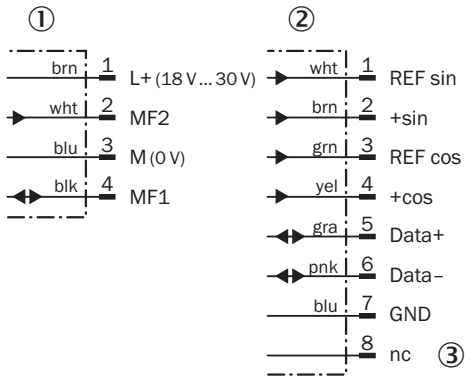 ① ②
brn 1 L+ (18 V... 30 V)
wht 2 MF2
blu 3 M (0 V)
blk 4 MF1
wht 1 REF sin
brn 2 +sin
grn 3 REF cos
yel 4 +cos
gra 5 Data+
pnk 6 Data–
blu 7 GND
8 nc ③